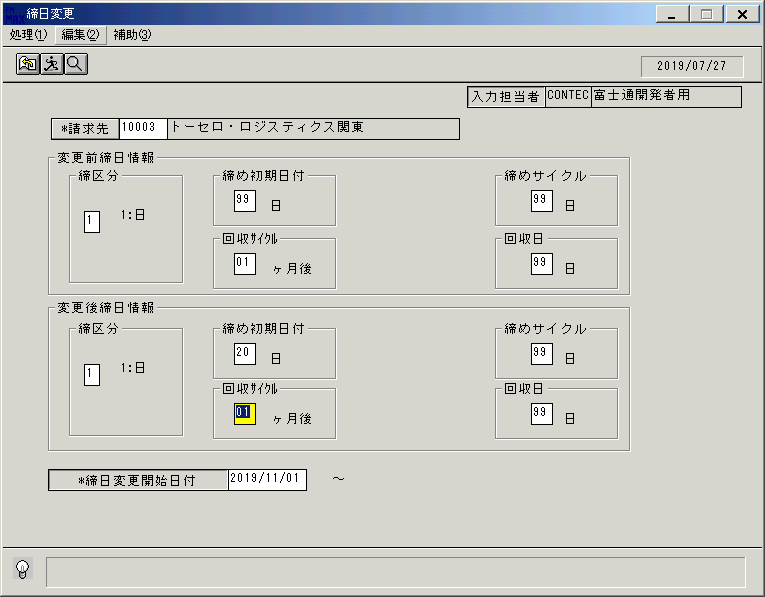 締日変更
処理(1) 編集(2) 補助(3)
2019/07/27
入力担当者 CONTEC 富士通開発者用
*請求先 10003 トーセロ・ロジスティクス関東
変更前締日情報
締区分 締め初期日付 締めサイクル
1 1:日 99 日 99 日
回収ｻｲｸﾙ 回収日
01 ヶ月後 99 日
変更後締日情報
締区分 締め初期日付 締めサイクル
1 1:日 20 日 99 日
回収ｻｲｸﾙ 回収日
01 ヶ月後 99 日
*締日変更開始日付 2019/11/01 ～